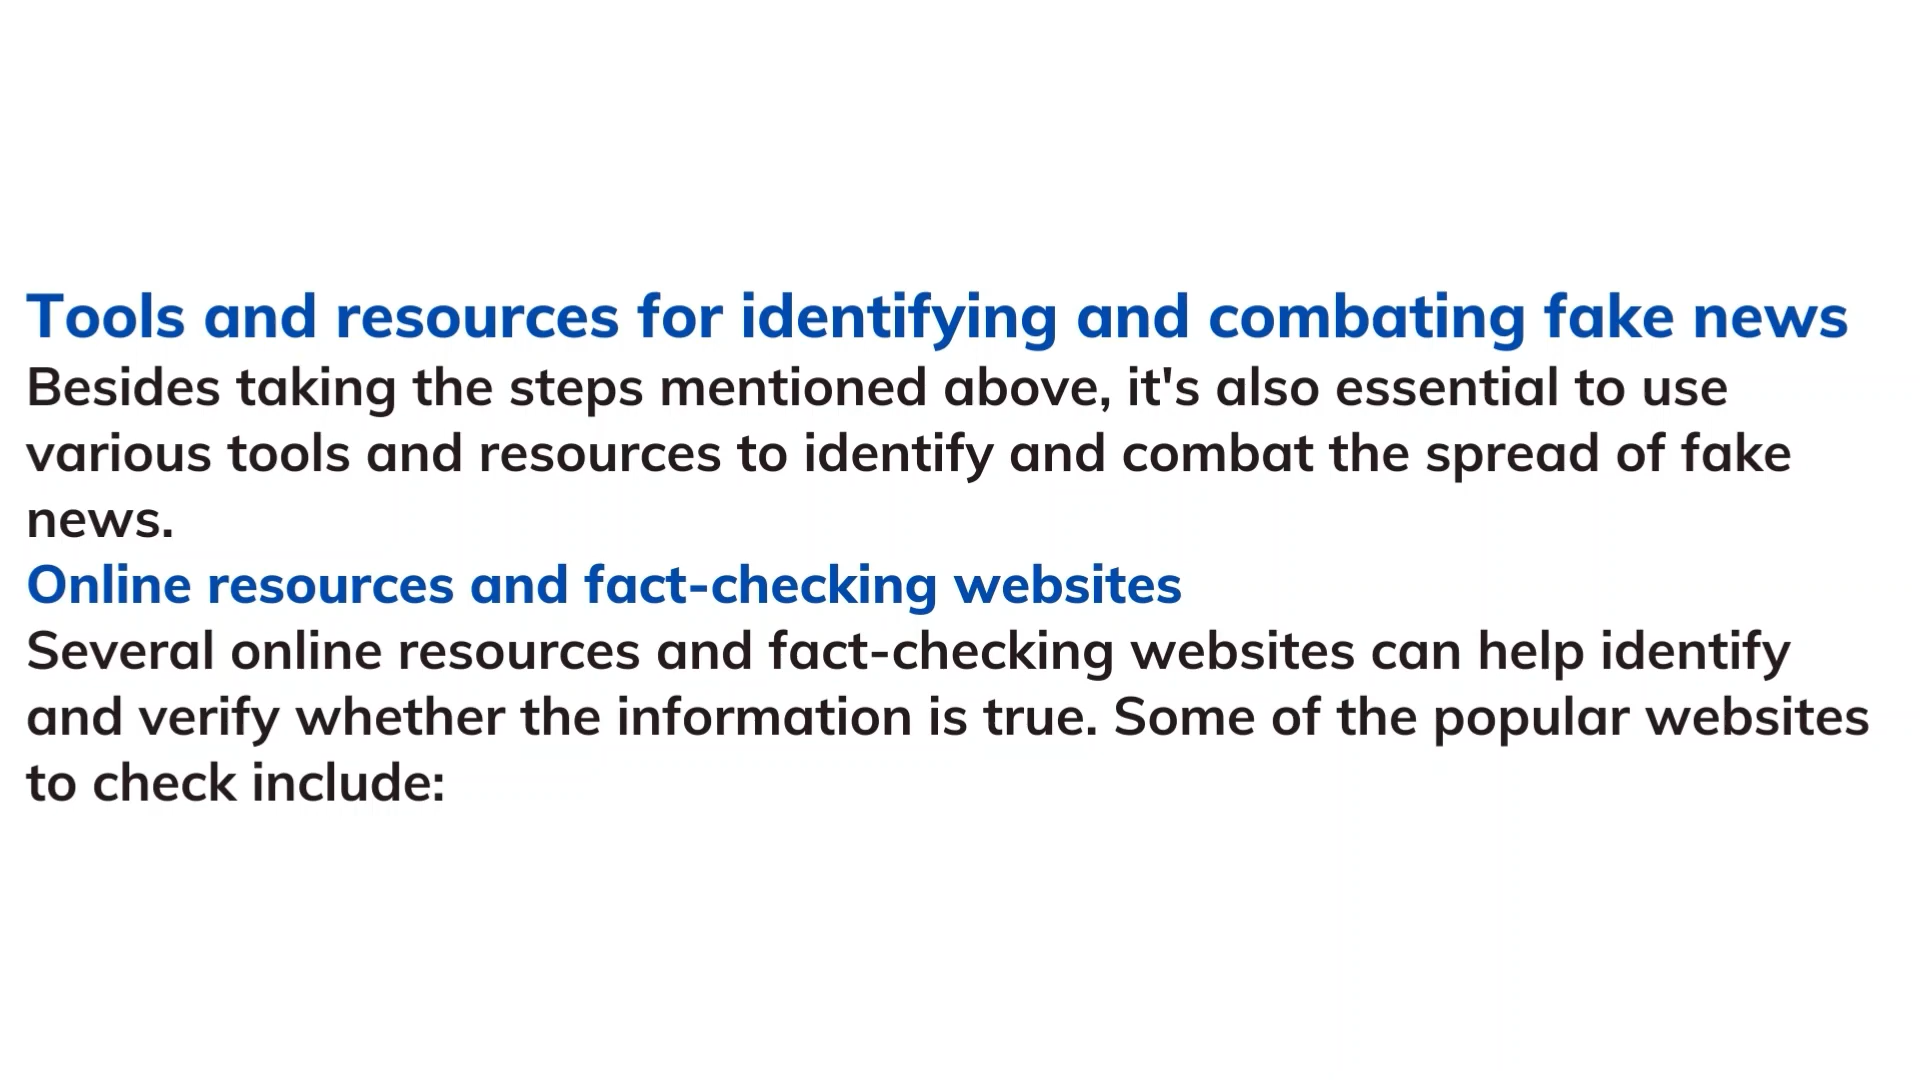 Tools and resources for identifying and combating fake news
Besides taking the steps mentioned above, it's also essential to use
various tools and resources to identify and combat the spread of fake
news.
Online resources and fact-checking websites
Several online resources and fact-checking websites can help identify
and verify whether the information is true. Some of the popular websites
to check include: